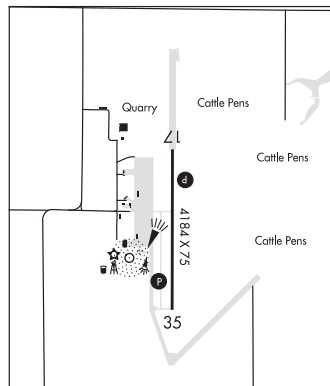 Quarry
Cattle Pens
17
Cattle Pens
P
4184 X 75
Cattle Pens
P
35